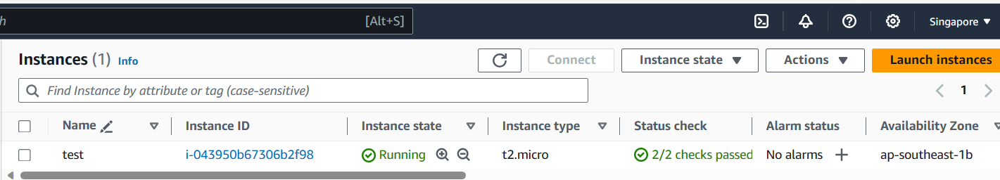 h [Alt+S] Singapore
Instances (1) Info Connect Instance state Actions Launch instances
Find Instance by attribute or tag (case-sensitive) 1
Name Instance ID Instance state Instance type Status check Alarm status Availability Zone
test i-043950b67306b2f98 Running t2.micro 2/2 checks passed No alarms ap-southeast-1b